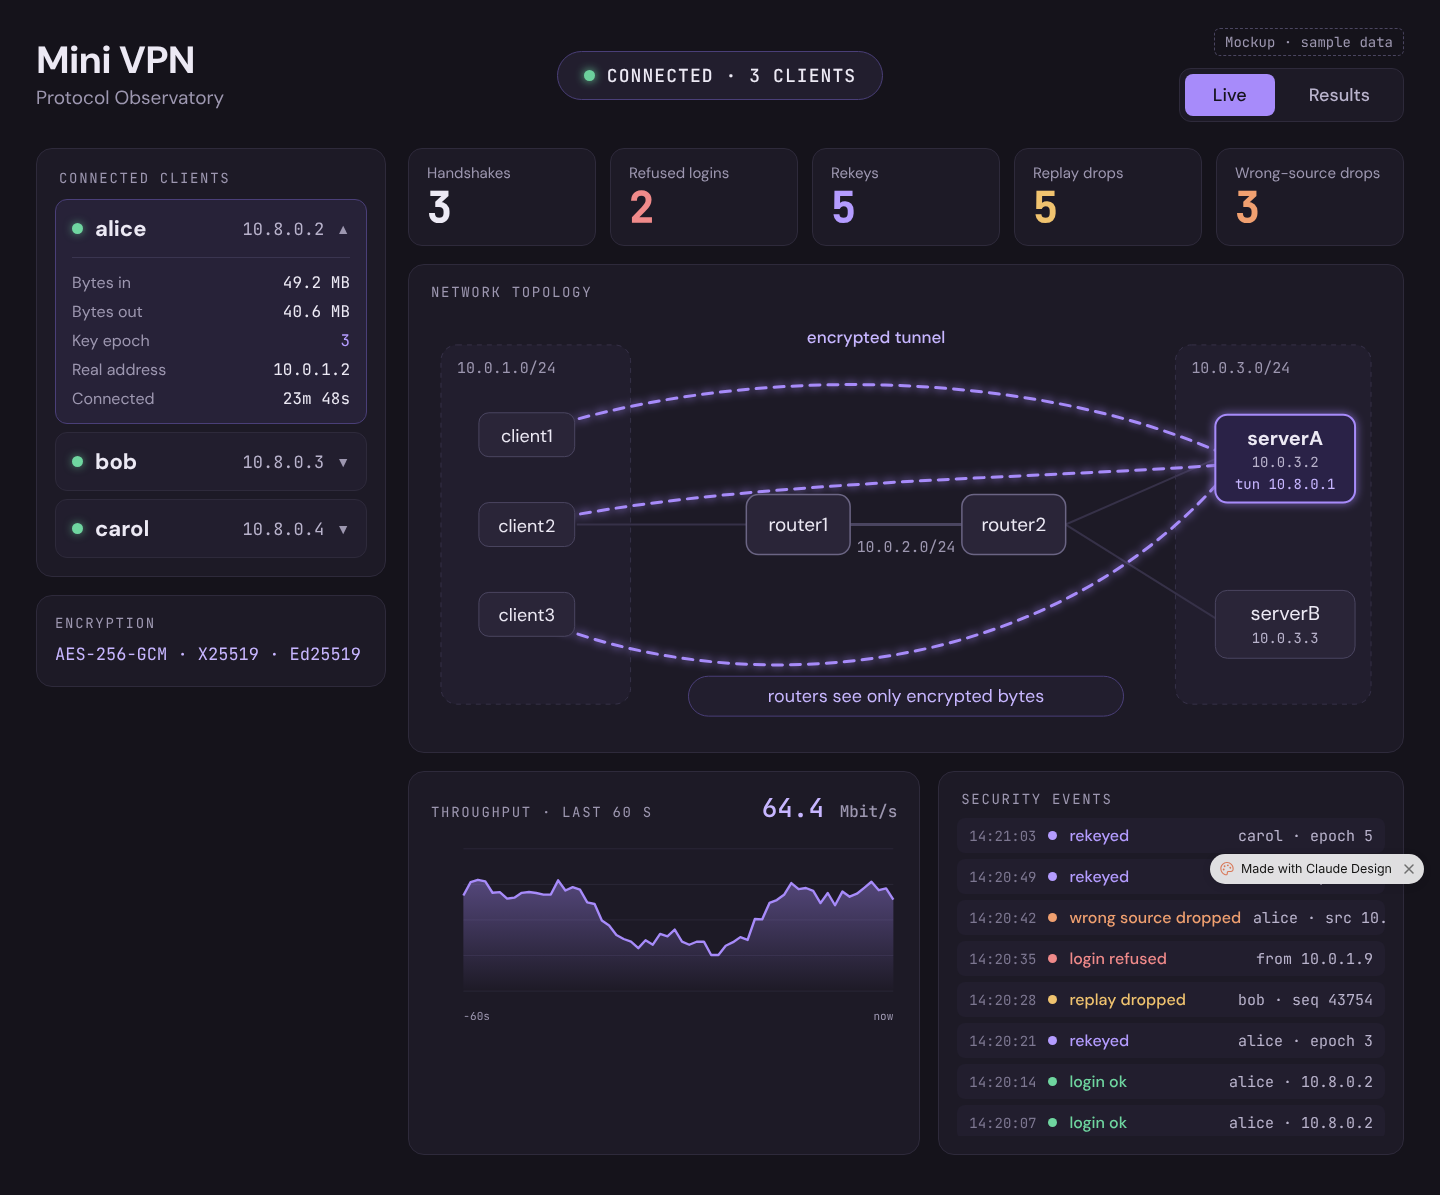 Mini VPN
Protocol Observatory
CONNECTED · 3 CLIENTS
Mockup · sample data
Live
Results
CONNECTED CLIENTS
alice 10.8.0.2 ▲
Bytes in 49.2 MB
Bytes out 40.6 MB
Key epoch 3
Real address 10.0.1.2
Connected 23m 48s
bob 10.8.0.3 ▼
carol 10.8.0.4 ▼
ENCRYPTION
AES-256-GCM · X25519 · Ed25519
Handshakes
3
Refused logins
2
Rekeys
5
Replay drops
5
Wrong-source drops
3
NETWORK TOPOLOGY
encrypted tunnel
10.0.1.0/24
10.0.3.0/24
client1
serverA
10.0.3.2
tun 10.8.0.1
client2
router1
router2
10.0.2.0/24
client3
serverB
10.0.3.3
routers see only encrypted bytes
THROUGHPUT · LAST 60 S
64.4 Mbit/s
-60s
now
SECURITY EVENTS
14:21:03 rekeyed carol · epoch 5
14:20:49 rekeyed
Made with Claude Design
14:20:42 wrong source dropped alice · src 10.
14:20:35 login refused from 10.0.1.9
14:20:28 replay dropped bob · seq 43754
14:20:21 rekeyed alice · epoch 3
14:20:14 login ok alice · 10.8.0.2
14:20:07 login ok alice · 10.8.0.2